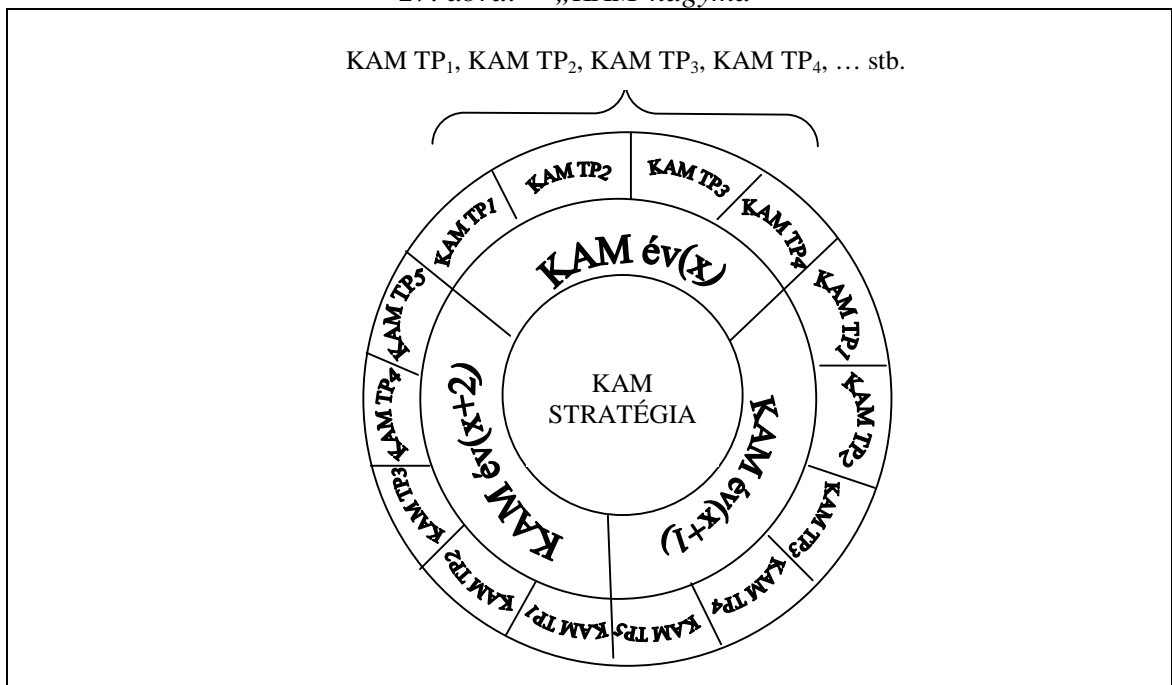 KAM TP1, KAM TP2, KAM TP3, KAM TP4, … stb.
KAM TP1
KAM TP2
KAM TP3
KAM TP4
KAM TP1
KAM TP2
KAM TP3
KAM TP4
KAM TP5
KAM TP1
KAM TP2
KAM TP3
KAM TP4
KAM TP5
KAM év(x)
KAM év(x+1)
KAM év(x+2)
KAM
STRATÉGIA